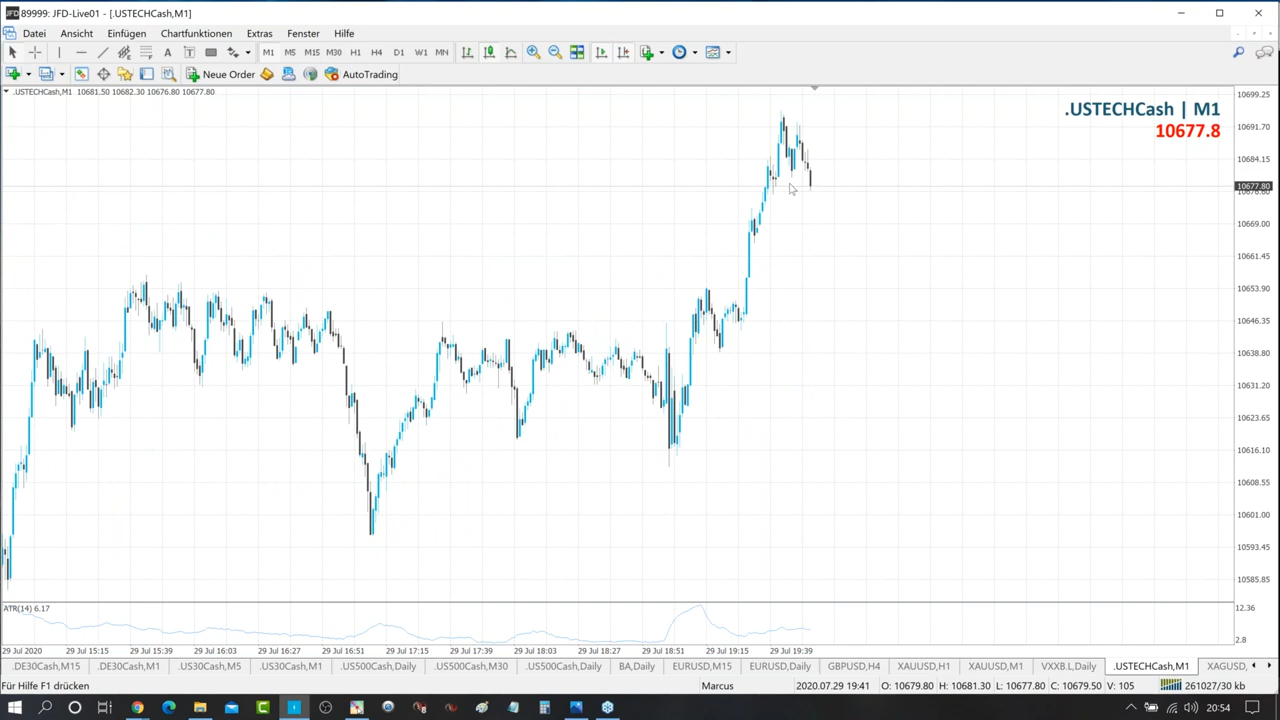 89999: JFD-Live01 - [.USTECHCash,M1]
Datei Ansicht Einfügen Chartfunktionen Extras Fenster Hilfe
A T M1 M5 M15 M30 H1 H4 D1 W1 MN
Neue Order AutoTrading
.USTECHCash,M1 10681.50 10682.30 10676.80 10677.80
.USTECHCash | M1
10677.8
10699.25
10691.70
10684.15
10677.80
10669.00
10661.45
10653.90
10646.35
10638.80
10631.20
10623.65
10616.10
10608.55
10601.00
10593.45
10585.85
ATR(14) 6.17
12.36
2.8
29 Jul 2020 29 Jul 15:15 29 Jul 15:39 29 Jul 16:03 29 Jul 16:27 29 Jul 16:51 29 Jul 17:15 29 Jul 17:39 29 Jul 18:03 29 Jul 18:27 29 Jul 18:51 29 Jul 19:15 29 Jul 19:39
.DE30Cash,M15 .DE30Cash,M1 .US30Cash,M5 .US30Cash,M1 .US500Cash,Daily .US500Cash,M30 .US500Cash,Daily BA,Daily EURUSD,M15 EURUSD,Daily GBPUSD,H4 XAUUSD,H1 XAUUSD,M1 VXXB.L,Daily .USTECHCash,M1 XAGUSD,
Für Hilfe F1 drücken Marcus 2020.07.29 19:41 O: 10679.80 H: 10681.30 L: 10677.80 C: 10679.50 V: 105 261027/30 kb
20:54